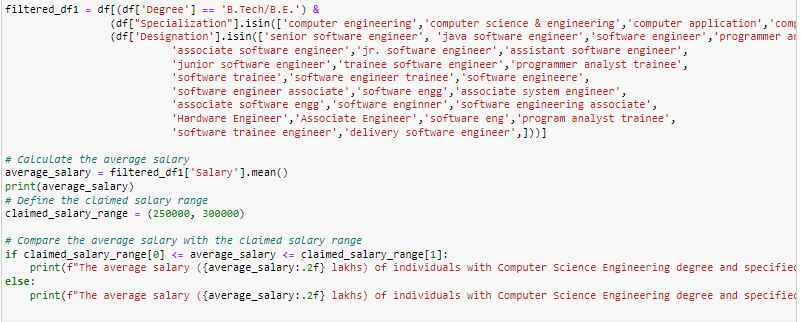 filtered_df1 = df[(df['Degree'] == 'B.Tech/B.E.') &
(df["Specialization"].isin(['computer engineering','computer science & engineering','computer application',
(df['Designation'].isin(['senior software engineer', 'java software engineer','software engineer','programmer
'associate software engineer','jr. software engineer','assistant software engineer',
'junior software engineer','trainee software engineer','programmer analyst trainee',
'software trainee','software engineer trainee','software engineere',
'software engineer associate','software engg','associate system engineer',
'associate software engg','software enginner','software engineering associate',
'Hardware Engineer','Associate Engineer','software eng','program analyst trainee',
'software trainee engineer','delivery software engineer',]))]
# Calculate the average salary
average_salary = filtered_df1['Salary'].mean()
print(average_salary)
# Define the claimed salary range
claimed_salary_range = (250000, 300000)
# Compare the average salary with the claimed salary range
if claimed_salary_range[0] <= average_salary <= claimed_salary_range[1]:
print(f"The average salary ({average_salary:.2f} lakhs) of individuals with Computer Science Engineering degree and specified
else:
print(f"The average salary ({average_salary:.2f} lakhs) of individuals with Computer Science Engineering degree and specified